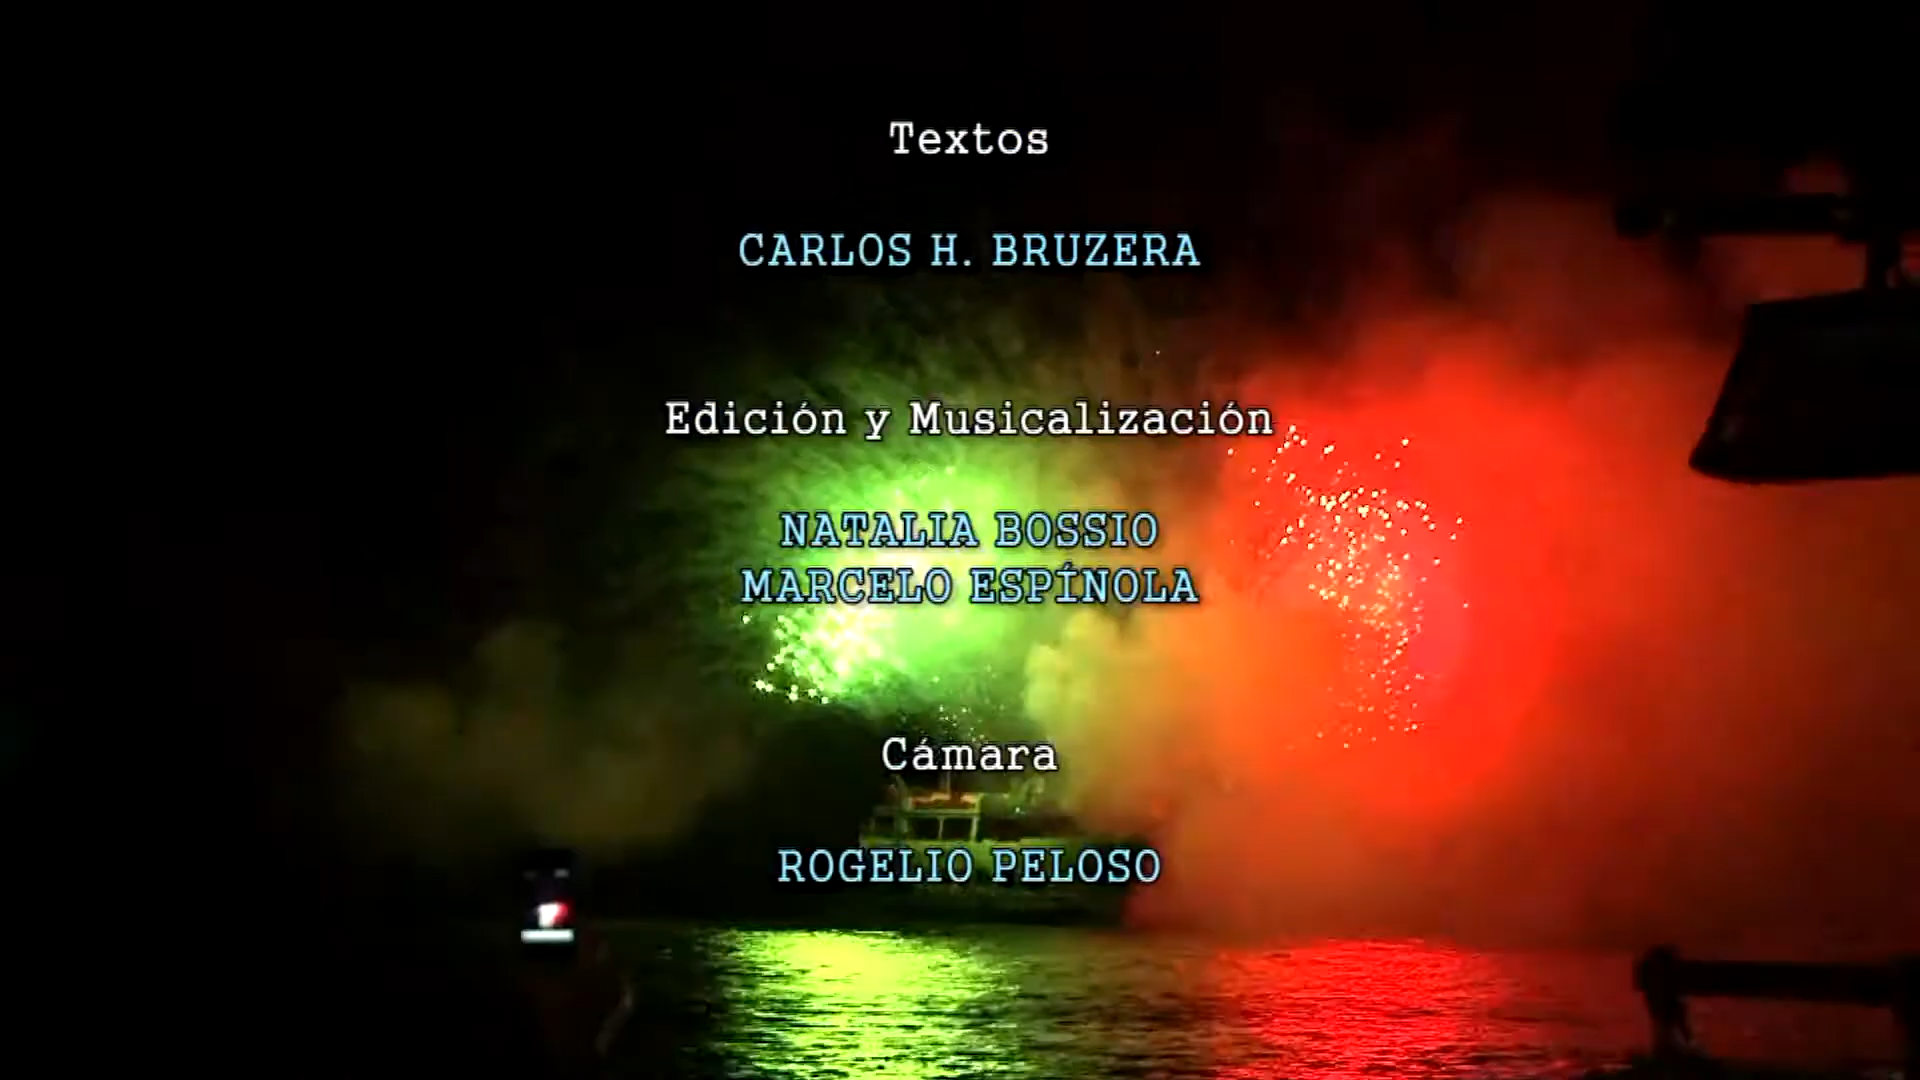 Textos
CARLOS H. BRUZERA
Edición y Musicalización
NATALIA BOSSIO
MARCELO ESPÍNOLA
Cámara
ROGELIO PELOSO